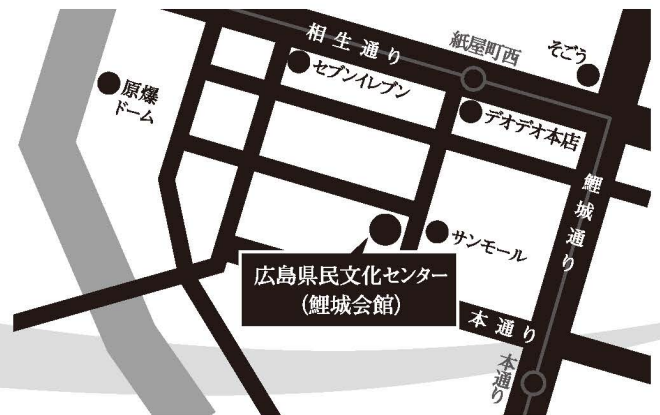 相生通り
紙屋町西
そごう
セブンイレブン
原爆
ドーム
デオデオ本店
鯉城通り
サンモール
広島県民文化センター
(鯉城会館)
本通り
本通り